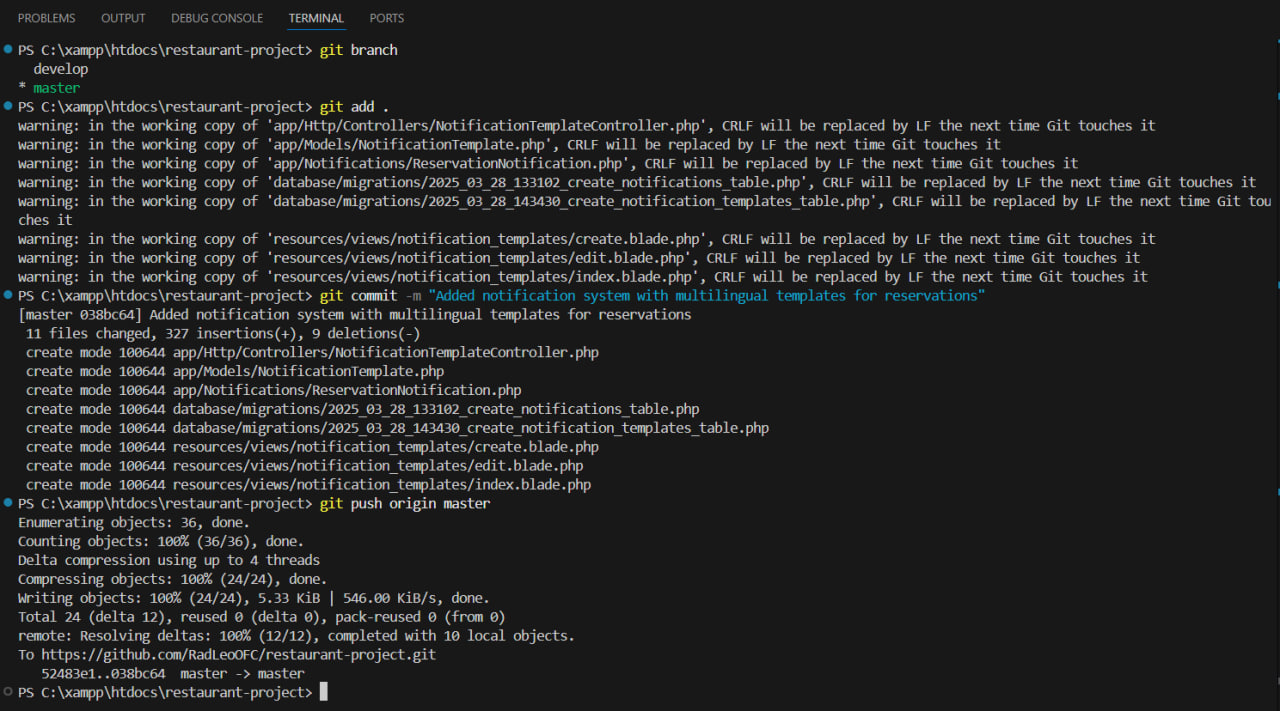 PROBLEMS OUTPUT DEBUG CONSOLE TERMINAL PORTS
PS C:\xampp\htdocs\restaurant-project> git branch
  develop
* master
PS C:\xampp\htdocs\restaurant-project> git add .
warning: in the working copy of 'app/Http/Controllers/NotificationTemplateController.php', CRLF will be replaced by LF the next time Git touches it
warning: in the working copy of 'app/Models/NotificationTemplate.php', CRLF will be replaced by LF the next time Git touches it
warning: in the working copy of 'app/Notifications/ReservationNotification.php', CRLF will be replaced by LF the next time Git touches it
warning: in the working copy of 'database/migrations/2025_03_28_133102_create_notifications_table.php', CRLF will be replaced by LF the next time Git touches it
warning: in the working copy of 'database/migrations/2025_03_28_143430_create_notification_templates_table.php', CRLF will be replaced by LF the next time Git tou
ches it
warning: in the working copy of 'resources/views/notification_templates/create.blade.php', CRLF will be replaced by LF the next time Git touches it
warning: in the working copy of 'resources/views/notification_templates/edit.blade.php', CRLF will be replaced by LF the next time Git touches it
warning: in the working copy of 'resources/views/notification_templates/index.blade.php', CRLF will be replaced by LF the next time Git touches it
PS C:\xampp\htdocs\restaurant-project> git commit -m "Added notification system with multilingual templates for reservations"
[master 038bc64] Added notification system with multilingual templates for reservations
 11 files changed, 327 insertions(+), 9 deletions(-)
 create mode 100644 app/Http/Controllers/NotificationTemplateController.php
 create mode 100644 app/Models/NotificationTemplate.php
 create mode 100644 app/Notifications/ReservationNotification.php
 create mode 100644 database/migrations/2025_03_28_133102_create_notifications_table.php
 create mode 100644 database/migrations/2025_03_28_143430_create_notification_templates_table.php
 create mode 100644 resources/views/notification_templates/create.blade.php
 create mode 100644 resources/views/notification_templates/edit.blade.php
 create mode 100644 resources/views/notification_templates/index.blade.php
PS C:\xampp\htdocs\restaurant-project> git push origin master
Enumerating objects: 36, done.
Counting objects: 100% (36/36), done.
Delta compression using up to 4 threads
Compressing objects: 100% (24/24), done.
Writing objects: 100% (24/24), 5.33 KiB | 546.00 KiB/s, done.
Total 24 (delta 12), reused 0 (delta 0), pack-reused 0 (from 0)
remote: Resolving deltas: 100% (12/12), completed with 10 local objects.
To https://github.com/RadLeoOFC/restaurant-project.git
   52483e1..038bc64  master -> master
PS C:\xampp\htdocs\restaurant-project>